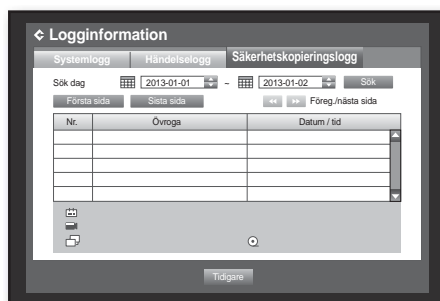 Logginformation
Systemlogg Händelselogg Säkerhetskopieringslogg
Sök dag 2013-01-01 – 2013-01-02 Sök
Första sida Sista sida Föreg./nästa sida
Nr. Övroga Datum / tid
Tidigare